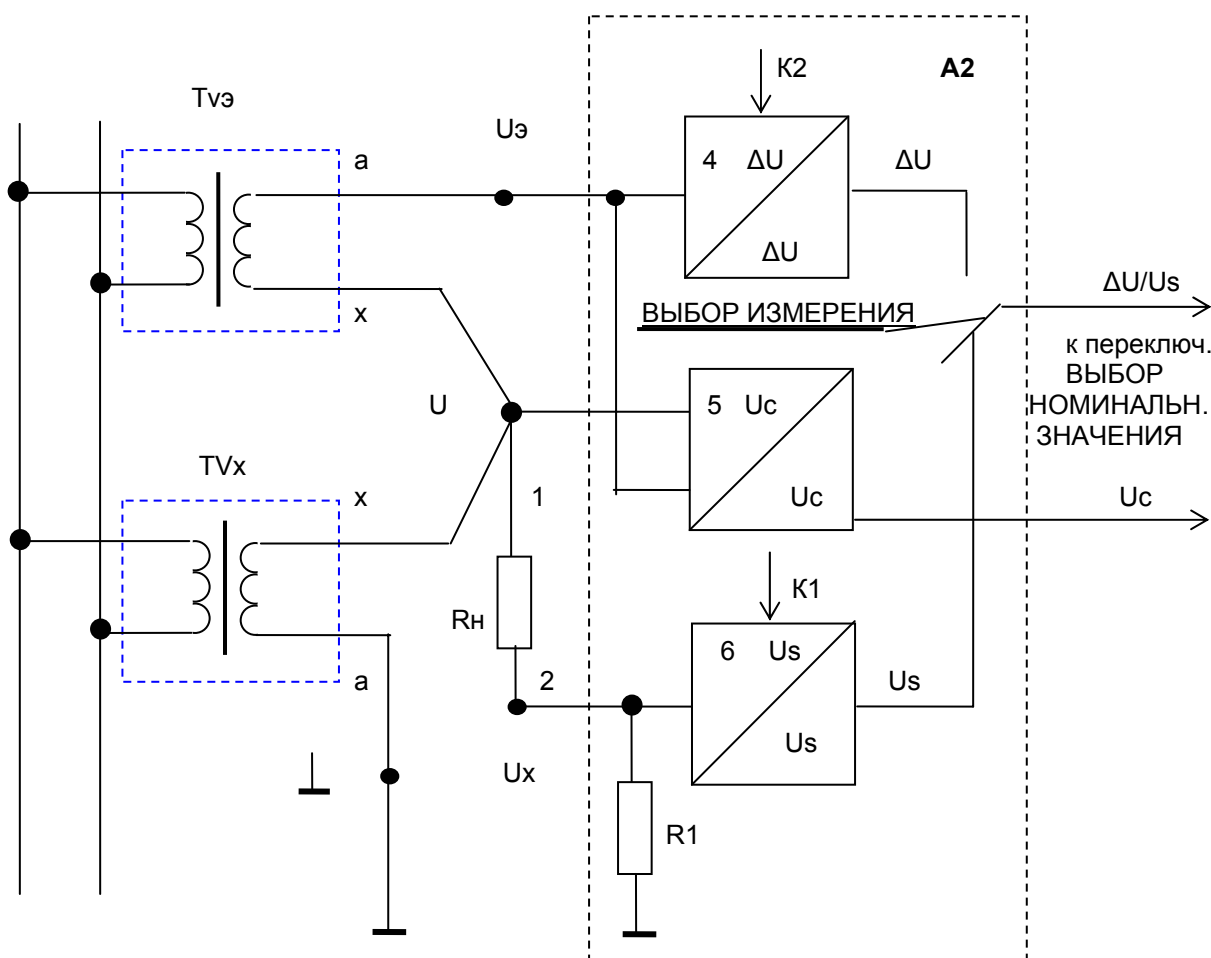 К2
А2
Tvэ
Uэ
a
4 ΔU
ΔU
ΔU
ΔU/Us
ВЫБОР ИЗМЕРЕНИЯ
x
к переключ.
ВЫБОР
НОМИНАЛЬН.
ЗНАЧЕНИЯ
U
5 Uc
TVx
x
1
Uc
Uc
К1
Rн
6 Us
2
Us
a
Us
Ux
R1